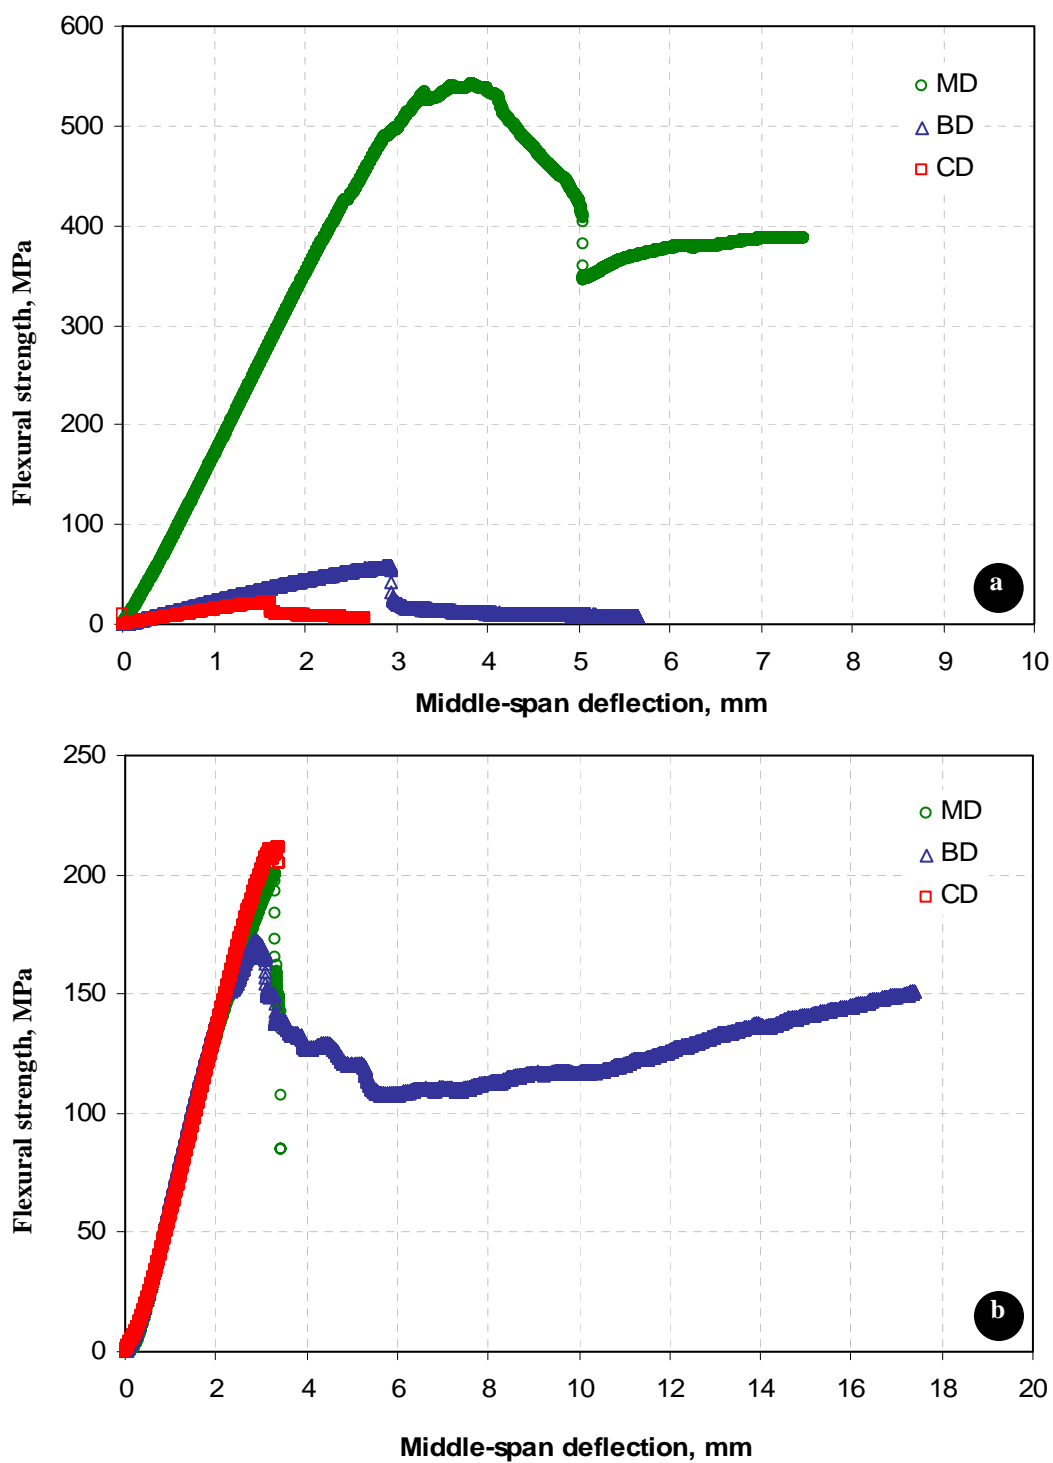 600
500
400
300
200
100
0
Flexural strength, MPa
MD
BD
CD
a
0 1 2 3 4 5 6 7 8 9 10
Middle-span deflection, mm
250
200
150
100
50
0
Flexural strength, MPa
MD
BD
CD
b
0 2 4 6 8 10 12 14 16 18 20
Middle-span deflection, mm